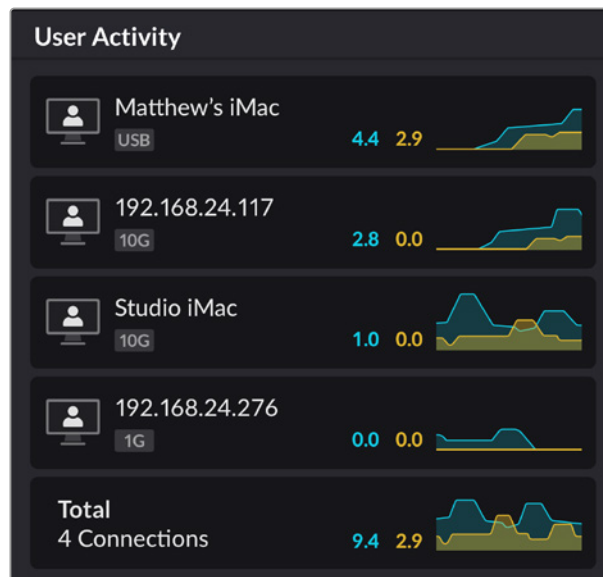 User Activity
Matthew's iMac
USB
4.4 2.9
192.168.24.117
10G
2.8 0.0
Studio iMac
10G
1.0 0.0
192.168.24.276
1G
0.0 0.0
Total
4 Connections
9.4 2.9